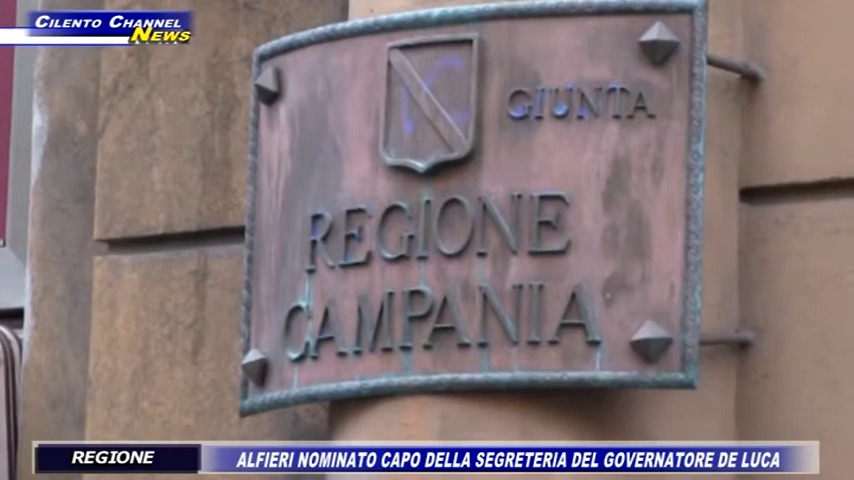 CILENTO CHANNEL
NEWS
GIUNTA
REGIONE
CAMPANIA
REGIONE
ALFIERI NOMINATO CAPO DELLA SEGRETERIA DEL GOVERNATORE DE LUCA